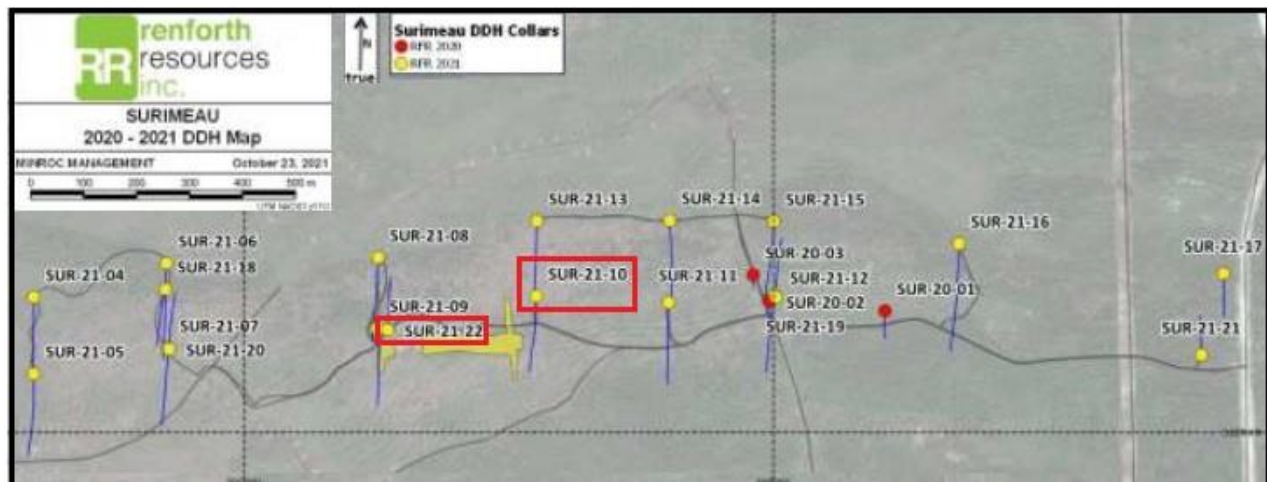 renforth
RR resources
inc.
SURIMEAU
2020 - 2021 DDH Map
MINROC MANAGEMENT October 23, 2021
0 100 200 300 400 500 m
N
true
Surimeau DDH Collars
RFR 2020
RFR 2021
SUR-21-13
SUR-21-14
SUR-21-15
SUR-21-16
SUR-21-06
SUR-21-08
SUR-20-03
SUR-21-17
SUR-21-04
SUR-21-18
SUR-21-10
SUR-21-11
SUR-21-12
SUR-20-01
SUR-20-02
SUR-21-09
SUR-21-07
SUR-21-22
SUR-21-19
SUR-21-21
SUR-21-05
SUR-21-20